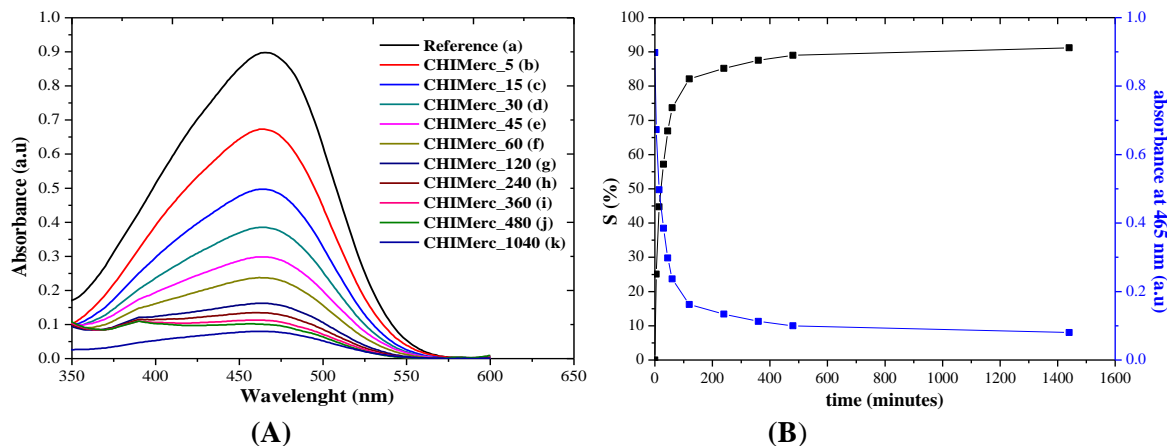 1.0
0.9
0.8
0.7
0.6
0.5
0.4
0.3
0.2
0.1
0.0
Absorbance (a.u)
350 400 450 500 550 600 650
Wavelenght (nm)
Reference (a)
CHIMerc_5 (b)
CHIMerc_15 (c)
CHIMerc_30 (d)
CHIMerc_45 (e)
CHIMerc_60 (f)
CHIMerc_120 (g)
CHIMerc_240 (h)
CHIMerc_360 (i)
CHIMerc_480 (j)
CHIMerc_1040 (k)
(A)
100
90
80
70
60
50
40
30
20
10
0
S (%)
0 200 400 600 800 1000 1200 1400 1600
time (minutes)
1.0
0.8
0.6
0.4
0.2
0.0
absorbance at 465 nm (a.u)
(B)